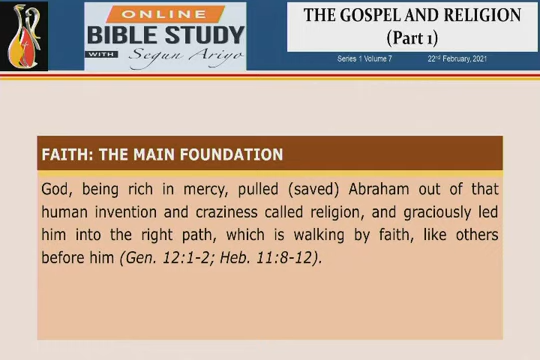 ONLINE
BIBLE STUDY
WITH Segun Ariyo
THE GOSPEL AND RELIGION
(Part 1)
Series 1 Volume 7 22nd February, 2021
FAITH: THE MAIN FOUNDATION
God, being rich in mercy, pulled (saved) Abraham out of that
human invention and craziness called religion, and graciously led
him into the right path, which is walking by faith, like others
before him (Gen. 12:1-2; Heb. 11:8-12).